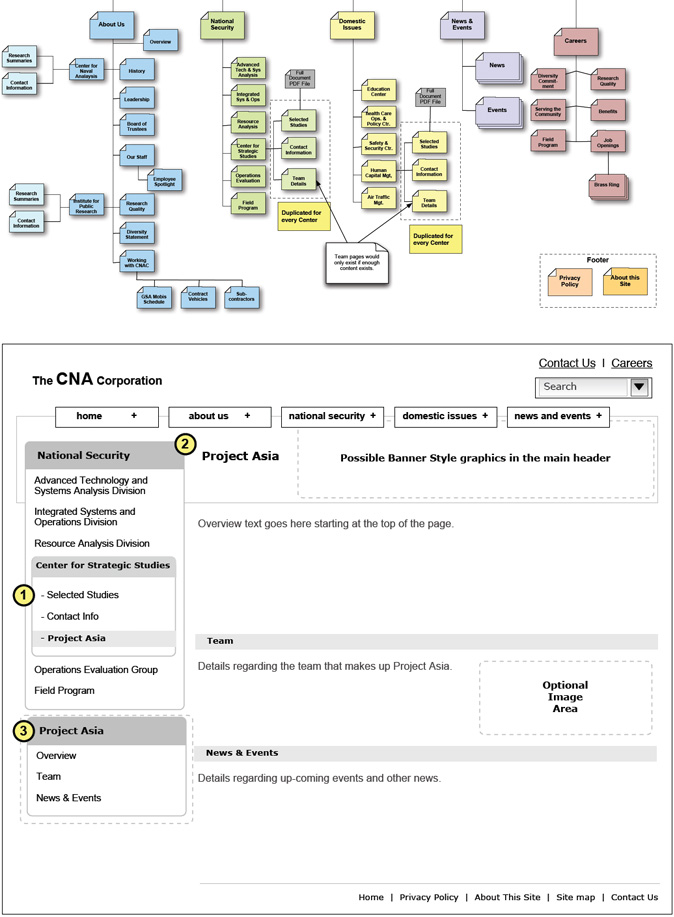 About Us
Overview
Research
Summaries
Contact
Information
Center for
Naval Analaysis
History
Leadership
Board of
Trustees
Our Staff
Employee
Spotlight
Research
Summaries
Contact
Information
Institute for
Public
Research
Research
Quality
Diversity
Statement
Working
with CNAC
GSA Mobis
Schedule
Contract
Vehicles
Sub-
contractors
National
Security
Advanced
Tech & Sys
Analysis
Integrated
Sys & Ops
Resource
Analysis
Center for
Strategic
Studies
Operations
Evaluation
Field
Program
Full
Document
PDF File
Selected
Studies
Contact
Information
Team
Details
Duplicated for
every Center
Domestic
Issues
Education
Center
Health Care
Ops. &
Policy Ctr.
Safety &
Security Ctr.
Human
Capital Mgt.
Air Traffic
Mgt.
Full
Document
PDF File
Selected
Studies
Contact
Information
Team
Details
Duplicated for
every Center
Team pages would
only exist if enough
content exists.
News &
Events
News
Events
Careers
Diversity
Commit-
ment
Research
Quality
Serving the
Community
Benefits
Field
Program
Job
Openings
Brass Ring
Footer
Privacy
Policy
About this
Site
Contact Us | Careers
The CNA Corporation
Search
home +
about us +
national security +
domestic issues +
news and events +
2
National Security
Project Asia
Possible Banner Style graphics in the main header
Advanced Technology and
Systems Analysis Division
Integrated Systems and
Operations Division
Resource Analysis Division
Center for Strategic Studies
1
- Selected Studies
- Contact Info
- Project Asia
Operations Evaluation Group
Field Program
Overview text goes here starting at the top of the page.
Team
Details regarding the team that makes up Project Asia.
Optional
Image
Area
3
Project Asia
Overview
Team
News & Events
News & Events
Details regarding up-coming events and other news.
Home | Privacy Policy | About This Site | Site map | Contact Us